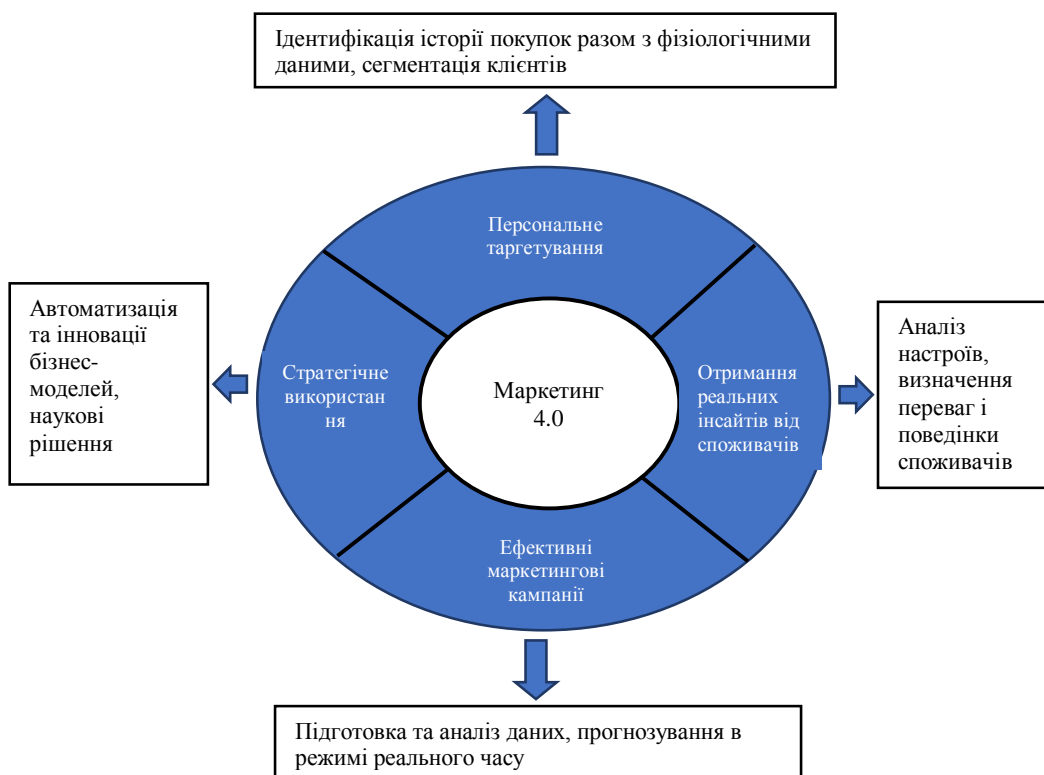 Ідентифікація історії покупок разом з фізіологічними
даними, сегментація клієнтів
Персональне
таргетування
Автоматизація
та інновації
бізнес-
моделей,
наукові
рішення
Стратегічне
використан
ня
Маркетинг
4.0
Отримання
реальних
інсайтів від
споживачів
Аналіз
настроїв,
визначення
переваг і
поведінки
споживачів
Ефективні
маркетингові
кампанії
Підготовка та аналіз даних, прогнозування в
режимі реального часу